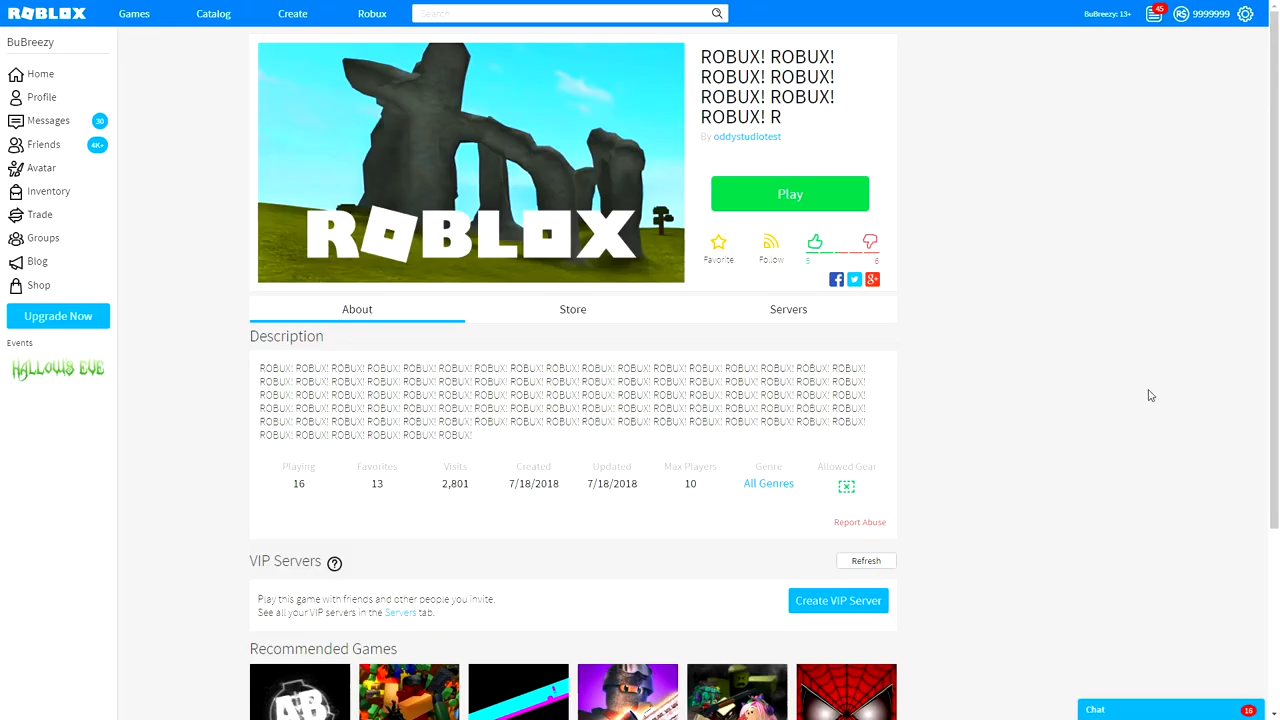 ROBLOX Games Catalog Create Robux Search BuBreezy: 13+ 45 R$ 9999999
BuBreezy
Home
Profile
Messages 30
Friends 4K+
Avatar
Inventory
Trade
Groups
Blog
Shop
Upgrade Now
Events
HALLOW'S EVE
ROBLOX
ROBUX! ROBUX!
ROBUX! ROBUX!
ROBUX! ROBUX!
ROBUX! R
By oddystudiotest
Play
Favorite Follow 5 6
About Store Servers
Description
ROBUX! ROBUX! ROBUX! ROBUX! ROBUX! ROBUX! ROBUX! ROBUX! ROBUX! ROBUX! ROBUX! ROBUX! ROBUX! ROBUX! ROBUX! ROBUX! ROBUX!
ROBUX! ROBUX! ROBUX! ROBUX! ROBUX! ROBUX! ROBUX! ROBUX! ROBUX! ROBUX! ROBUX! ROBUX! ROBUX! ROBUX! ROBUX! ROBUX! ROBUX!
ROBUX! ROBUX! ROBUX! ROBUX! ROBUX! ROBUX! ROBUX! ROBUX! ROBUX! ROBUX! ROBUX! ROBUX! ROBUX! ROBUX! ROBUX! ROBUX! ROBUX!
ROBUX! ROBUX! ROBUX! ROBUX! ROBUX! ROBUX! ROBUX! ROBUX! ROBUX! ROBUX! ROBUX! ROBUX! ROBUX! ROBUX! ROBUX! ROBUX! ROBUX!
ROBUX! ROBUX! ROBUX! ROBUX! ROBUX! ROBUX! ROBUX! ROBUX! ROBUX! ROBUX! ROBUX! ROBUX! ROBUX! ROBUX! ROBUX! ROBUX! ROBUX!
ROBUX! ROBUX! ROBUX! ROBUX! ROBUX! ROBUX!
Playing Favorites Visits Created Updated Max Players Genre Allowed Gear
16 13 2,801 7/18/2018 7/18/2018 10 All Genres
Report Abuse
VIP Servers ? Refresh
Play this game with friends and other people you invite.
See all your VIP servers in the Servers tab.
Create VIP Server
Recommended Games
Chat 16